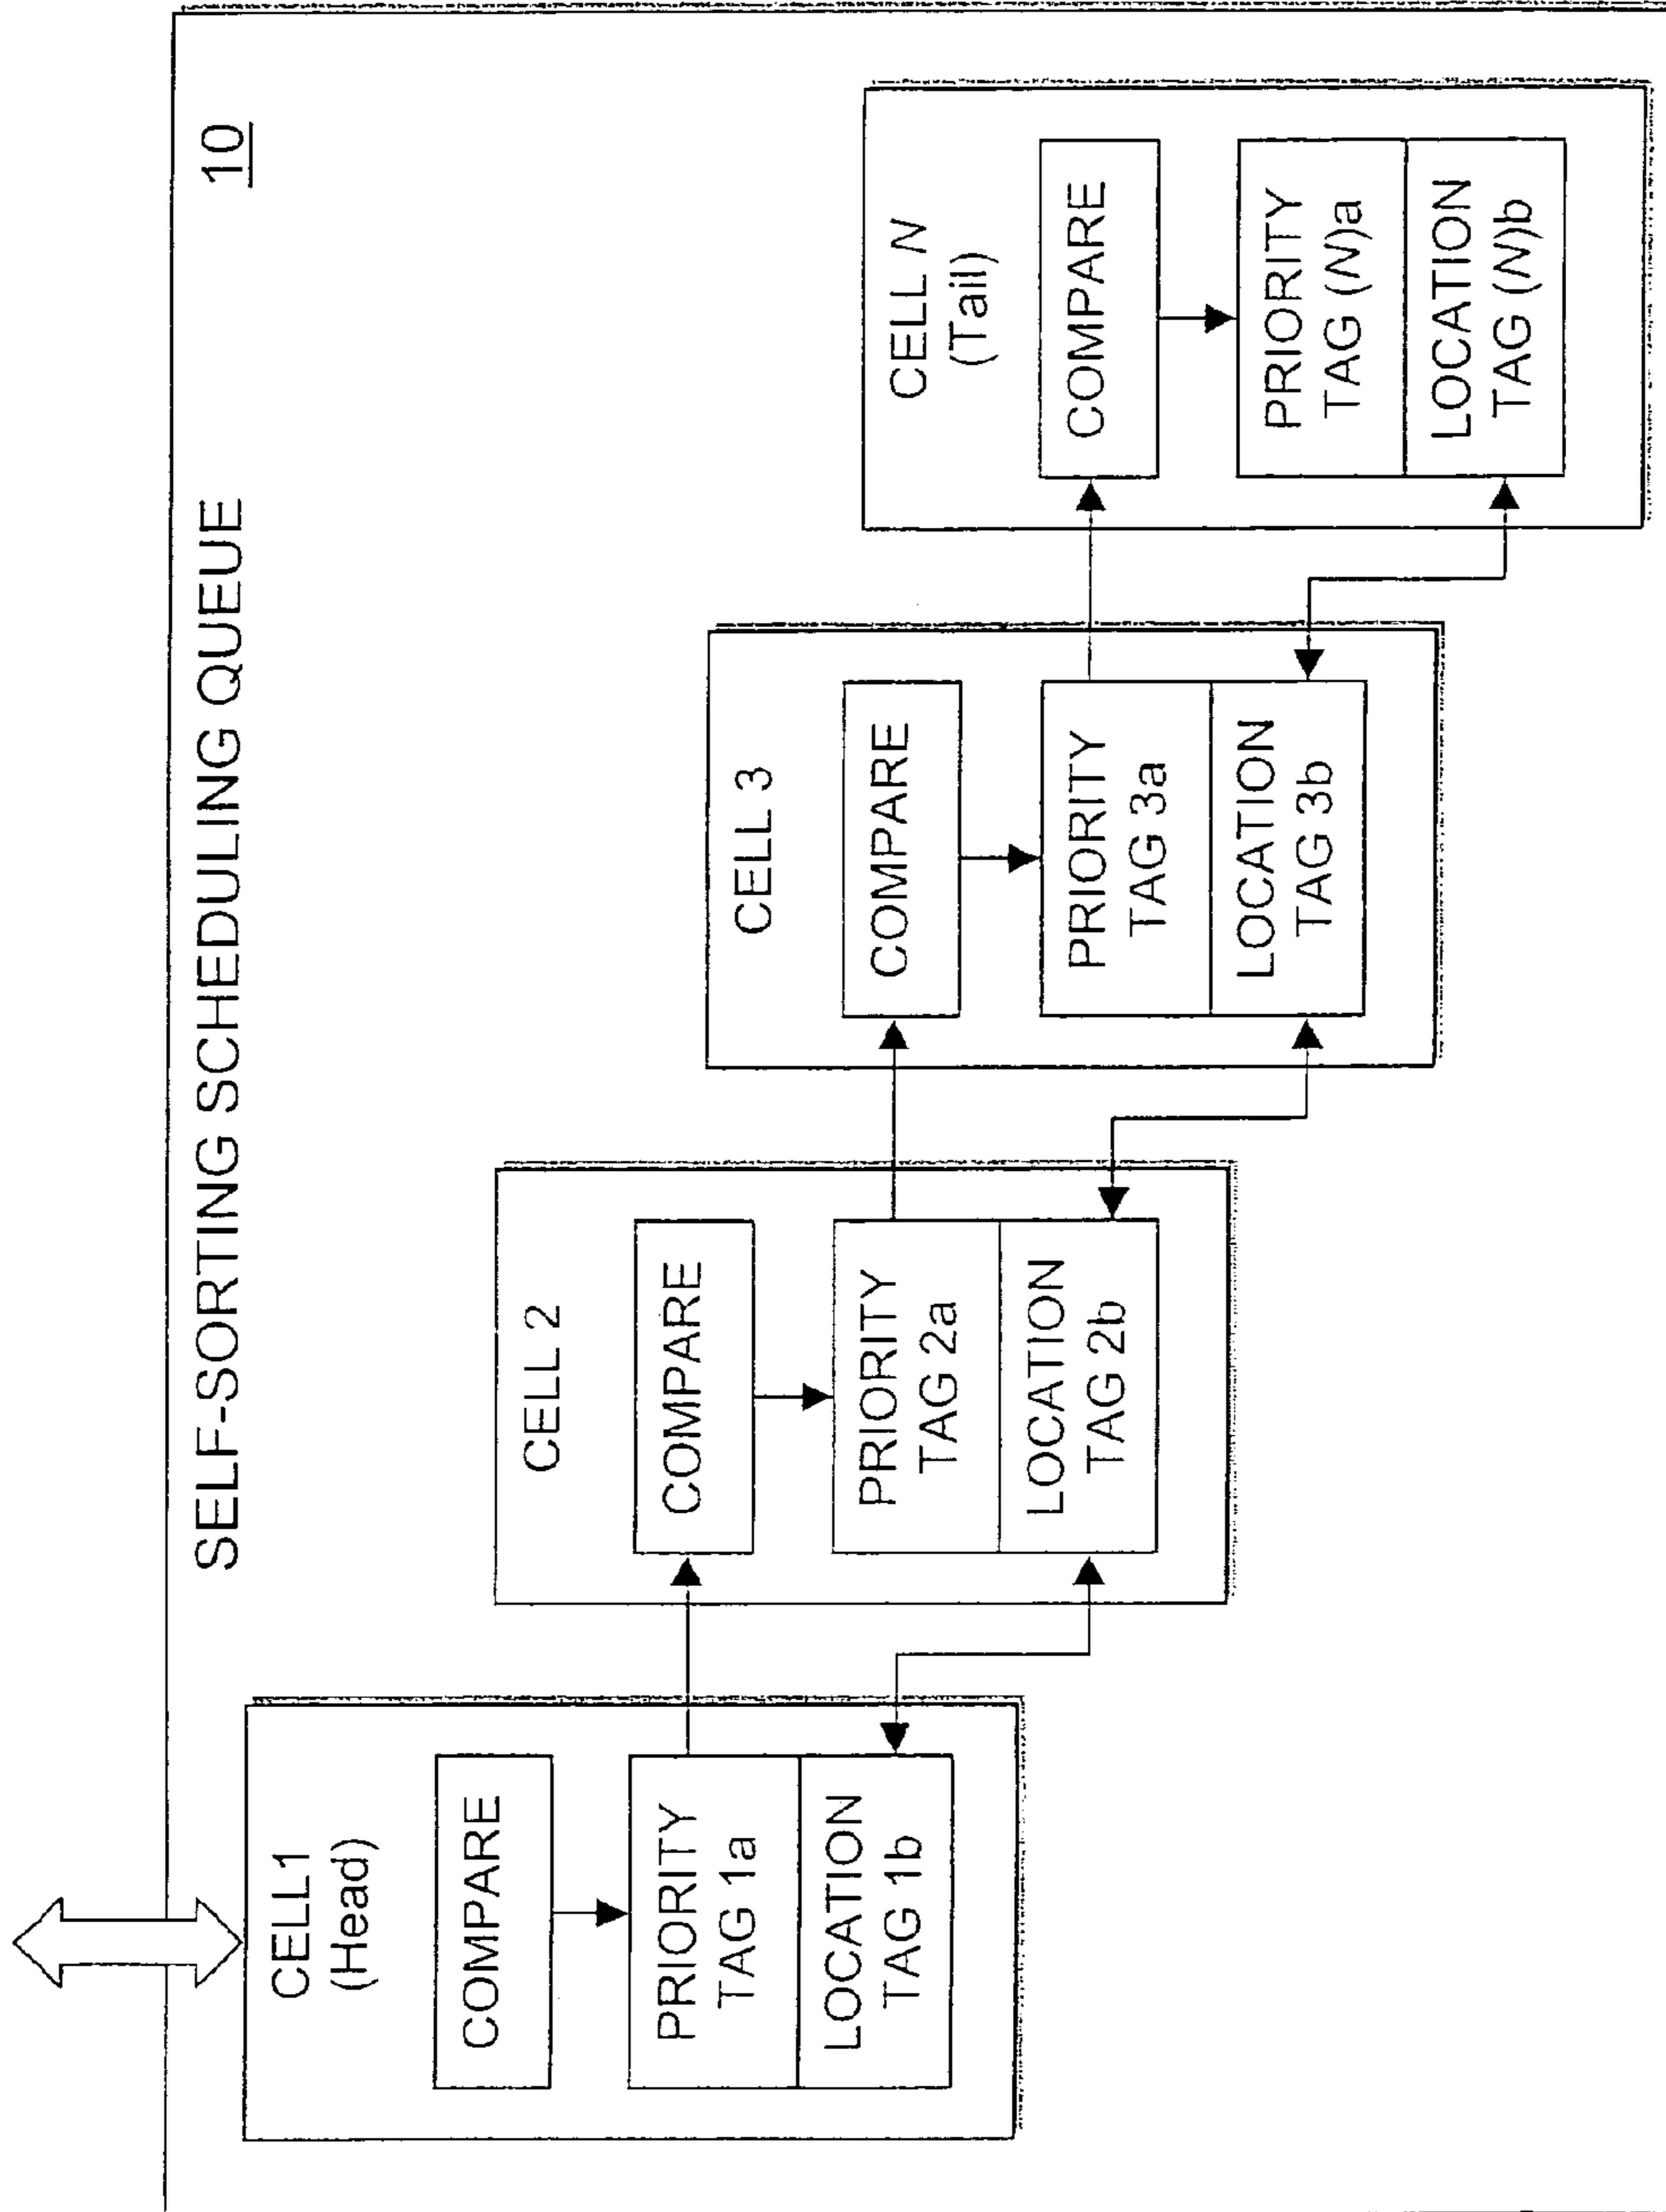 SELF-SORTING SCHEDULING QUEUE
10
CELL1
(Head)
COMPARE
PRIORITY
TAG 1a
LOCATION
TAG 1b
CELL 2
COMPARE
PRIORITY
TAG 2a
LOCATION
TAG 2b
CELL 3
COMPARE
PRIORITY
TAG 3a
LOCATION
TAG 3b
CELL N
(Tail)
COMPARE
PRIORITY
TAG (N)a
LOCATION
TAG (N)b